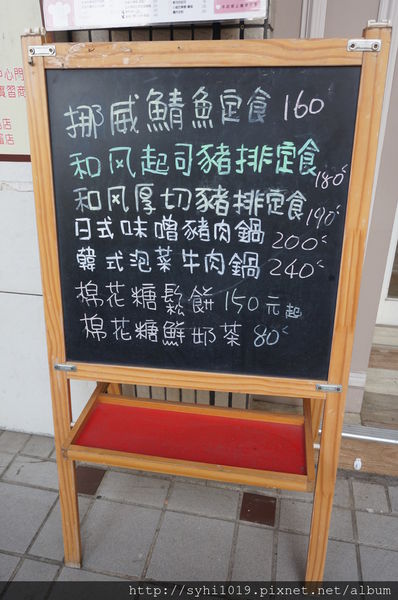 挪威鯖魚定食 160
和风起司豬排定食 180
和风厚切豬排定食 190
日式味噌豬肉鍋 200
韓式泡菜牛肉鍋 240
棉花糖鬆餅 150元起
棉花糖鮮奶茶 80
http://syhi1019.pixnet.net/album